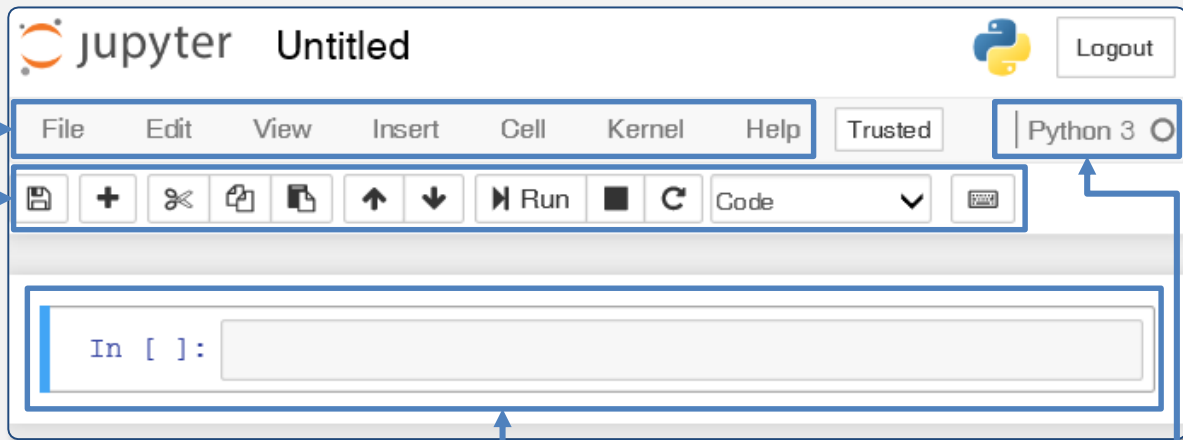 jupyter Untitled Logout
File Edit View Insert Cell Kernel Help Trusted Python 3
Run Code
In [ ]: